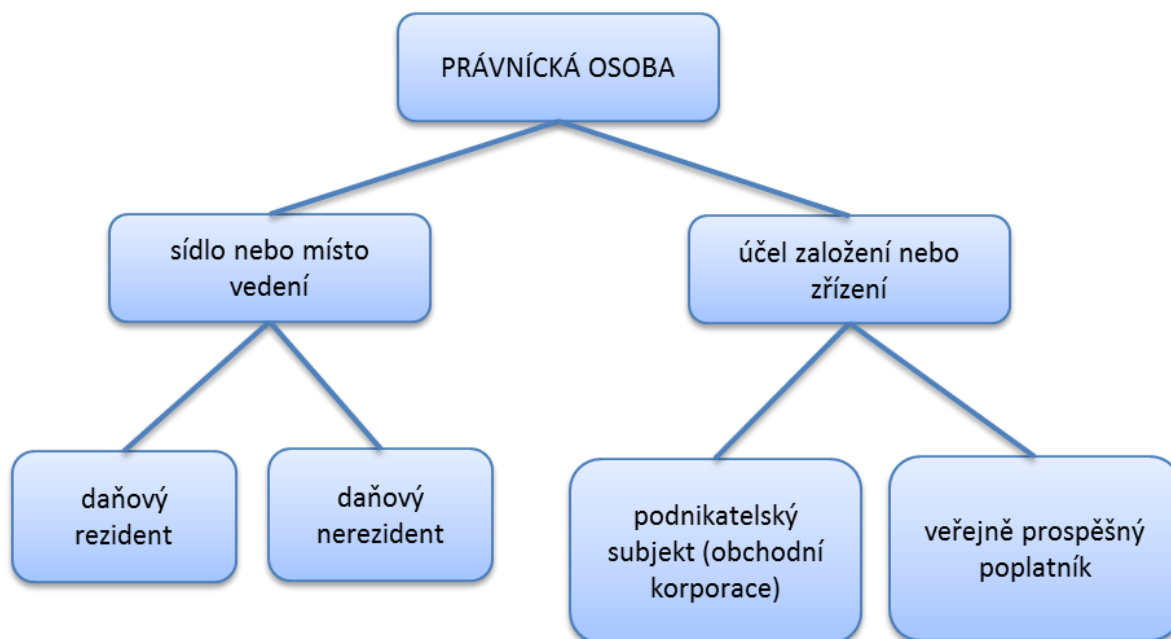 PRÁVNÍCKÁ OSOBA
sídlo nebo místo
vedení
účel založení nebo
zřízení
daňový
rezident
daňový
nerezident
podnikatelský
subjekt (obchodní
korporace)
veřejně prospěšný
poplatník